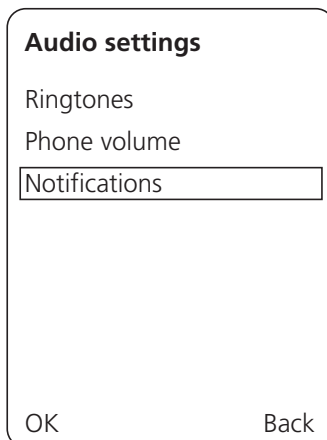 Audio settings
Ringtones
Phone volume
Notifications
OK Back